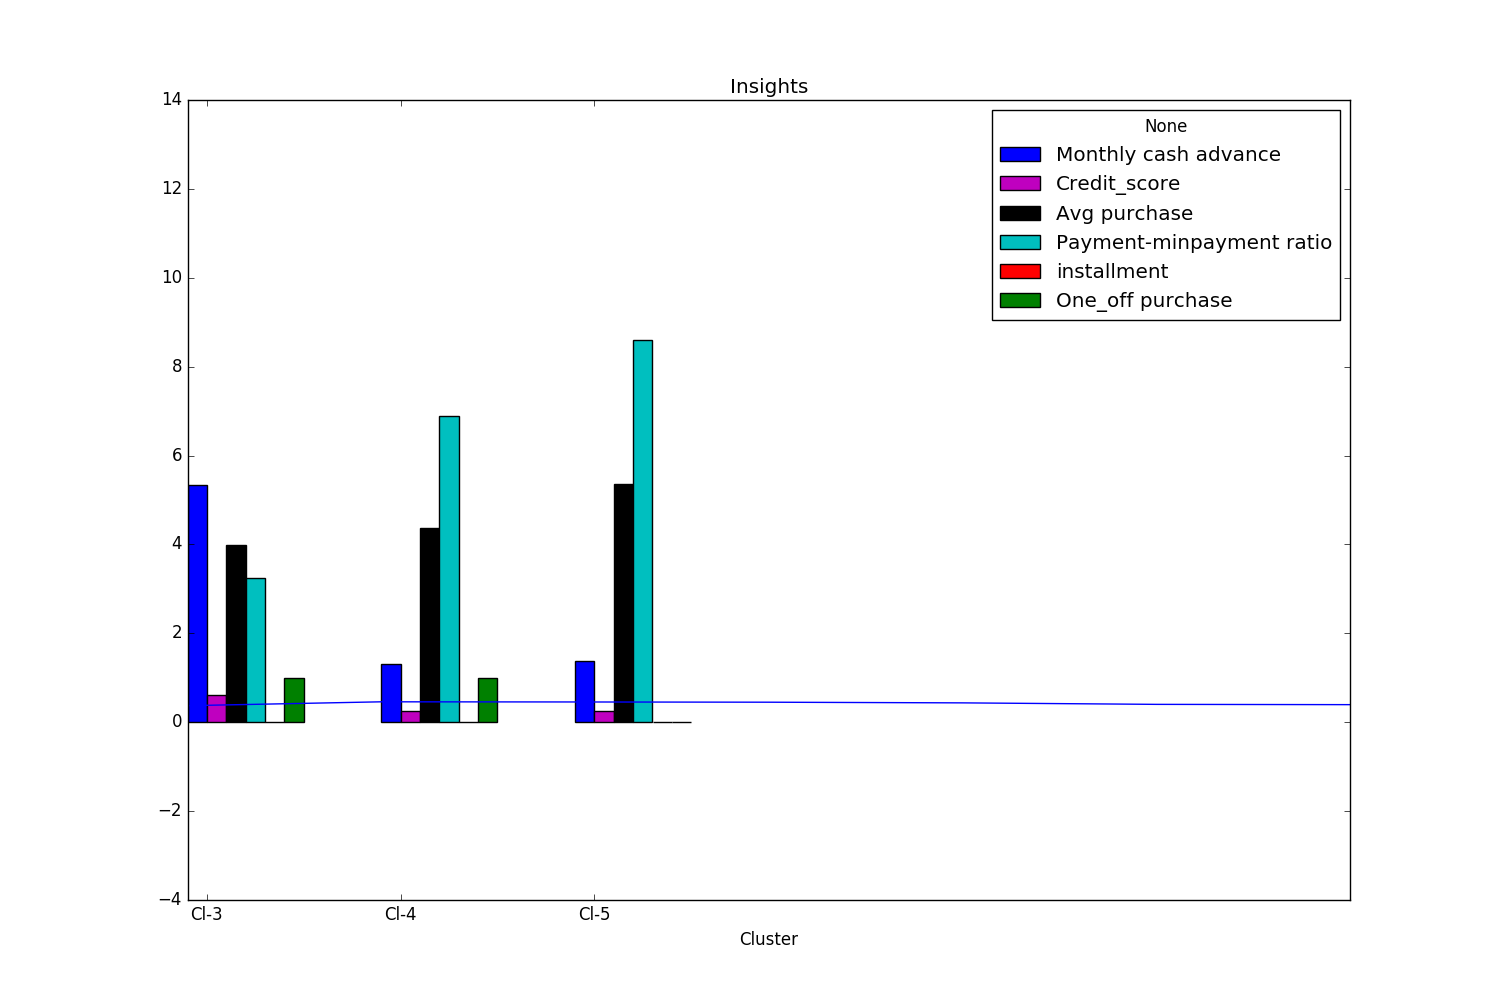 Insights
14
12
10
8
6
4
2
0
−2
−4
None
Monthly cash advance
Credit_score
Avg purchase
Payment-minpayment ratio
installment
One_off purchase
Cl-3 Cl-4 Cl-5
Cluster